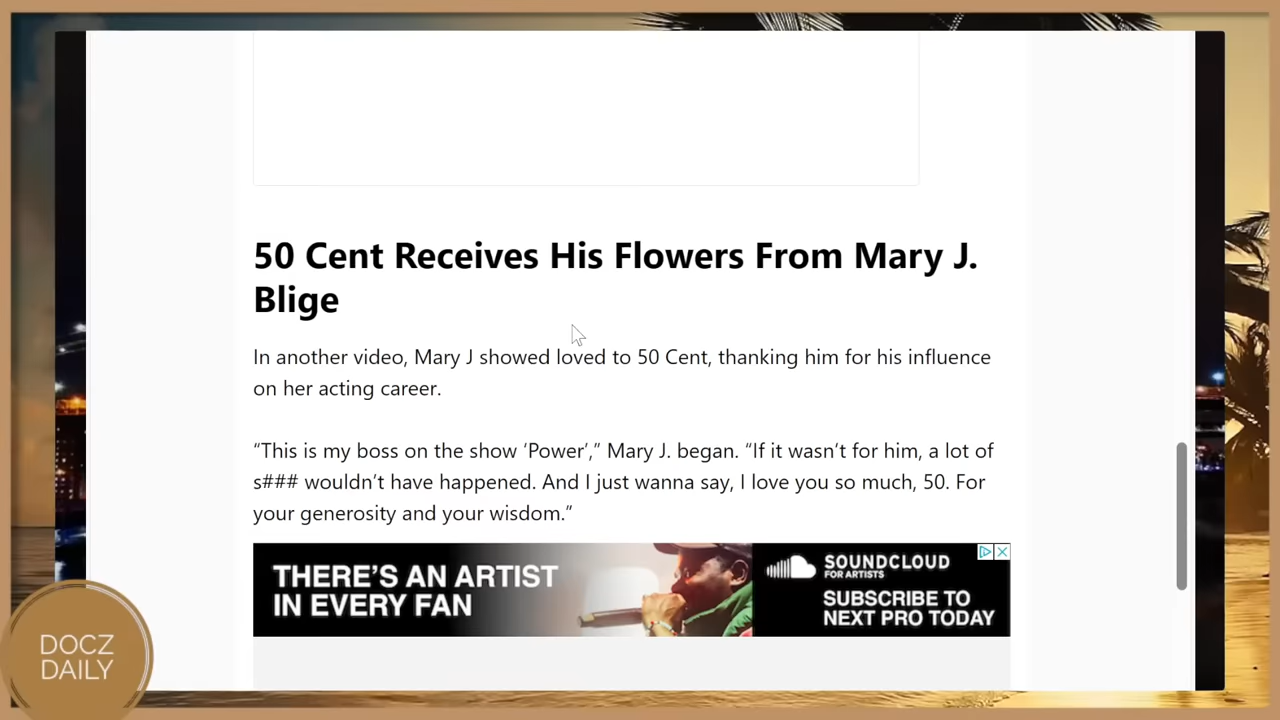 50 Cent Receives His Flowers From Mary J.
Blige
In another video, Mary J showed loved to 50 Cent, thanking him for his influence
on her acting career.
“This is my boss on the show ‘Power’,” Mary J. began. “If it wasn’t for him, a lot of
s### wouldn’t have happened. And I just wanna say, I love you so much, 50. For
your generosity and your wisdom.”
THERE’S AN ARTIST
IN EVERY FAN
SOUNDCLOUD
FOR ARTISTS
SUBSCRIBE TO
NEXT PRO TODAY
DOCZ
DAILY